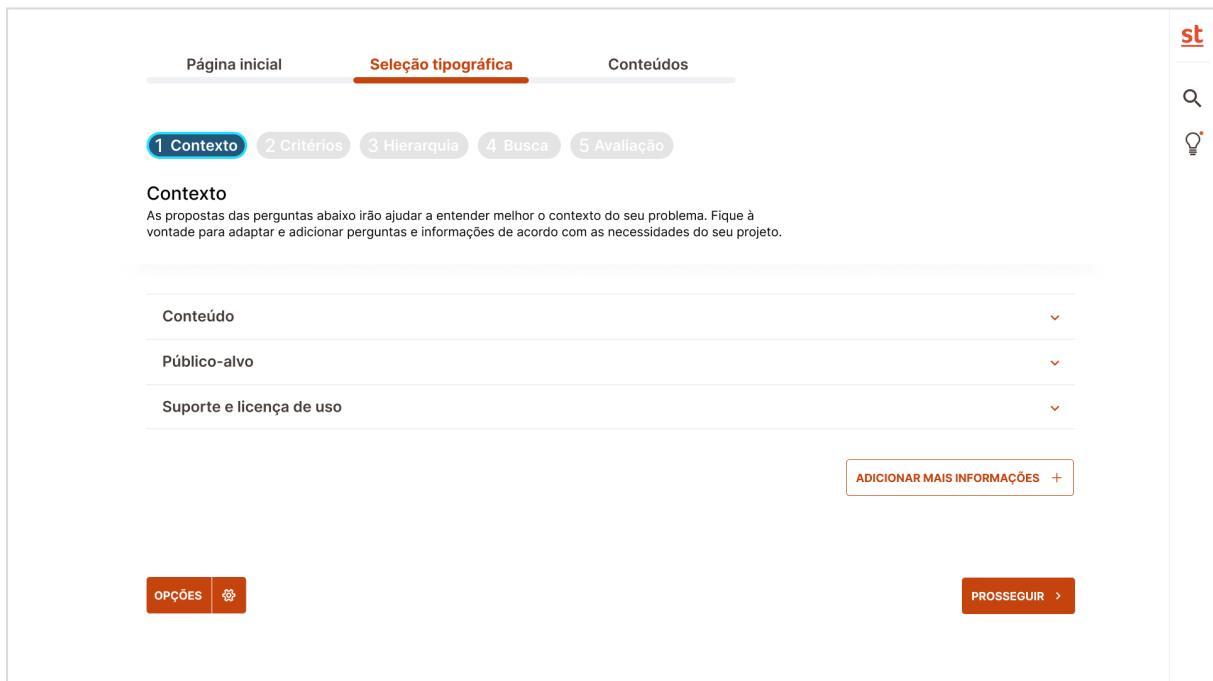 st
Página inicial Seleção tipográfica Conteúdos
1 Contexto 2 Critérios 3 Hierarquia 4 Busca 5 Avaliação
Contexto
As propostas das perguntas abaixo irão ajudar a entender melhor o contexto do seu problema. Fique à
vontade para adaptar e adicionar perguntas e informações de acordo com as necessidades do seu projeto.
Conteúdo
Público-alvo
Suporte e licença de uso
ADICIONAR MAIS INFORMAÇÕES +
OPÇÕES
PROSSEGUIR